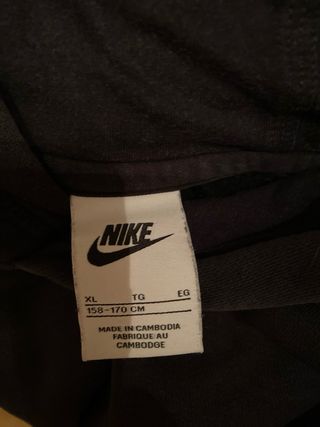 NIKE
XL TG EG
158-170 CM
MADE IN CAMBODIA
FABRIQUE AU
CAMBODGE